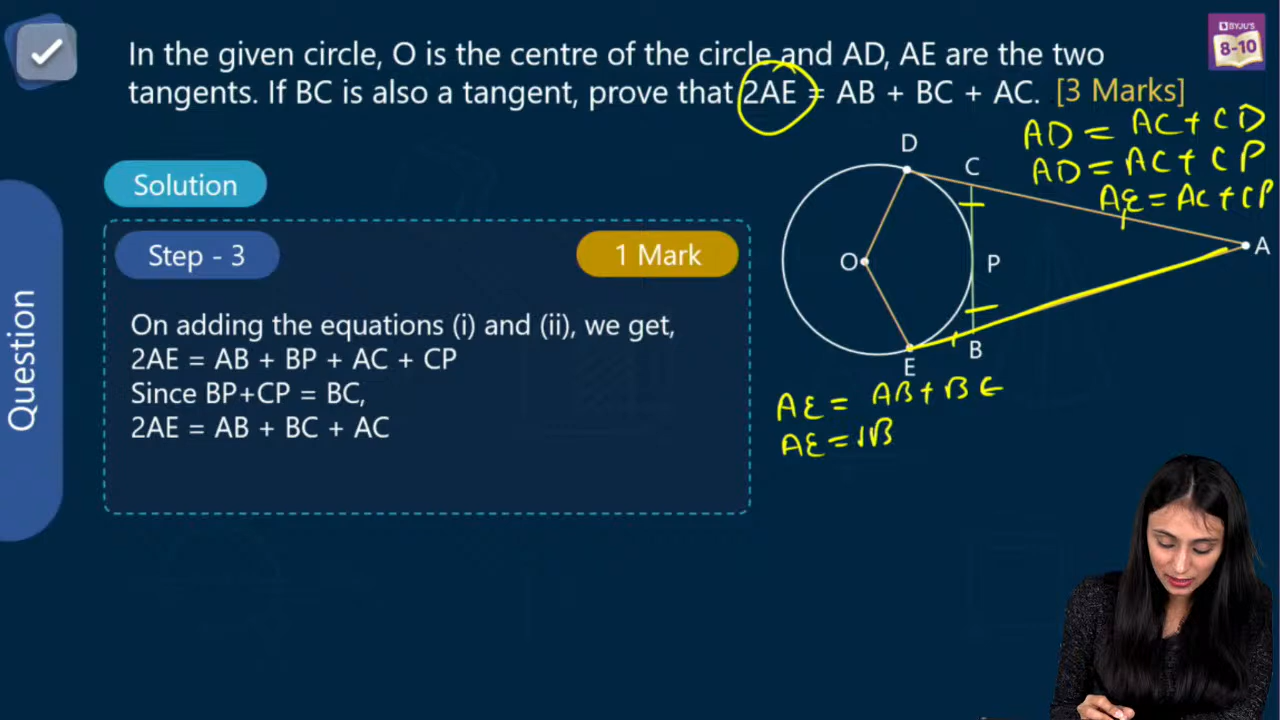 In the given circle, O is the centre of the circle and AD, AE are the two
tangents. If BC is also a tangent, prove that 2AE = AB + BC + AC. [3 Marks]
BYJU'S
8-10
AD = AC + CD
AD = AC + CP
AE = AC + CP
Solution
Step - 3
1 Mark
On adding the equations (i) and (ii), we get,
2AE = AB + BP + AC + CP
Since BP+CP = BC,
2AE = AB + BC + AC
Question
D
C
A
O
P
B
E
AE = AB + BE
AE = AB